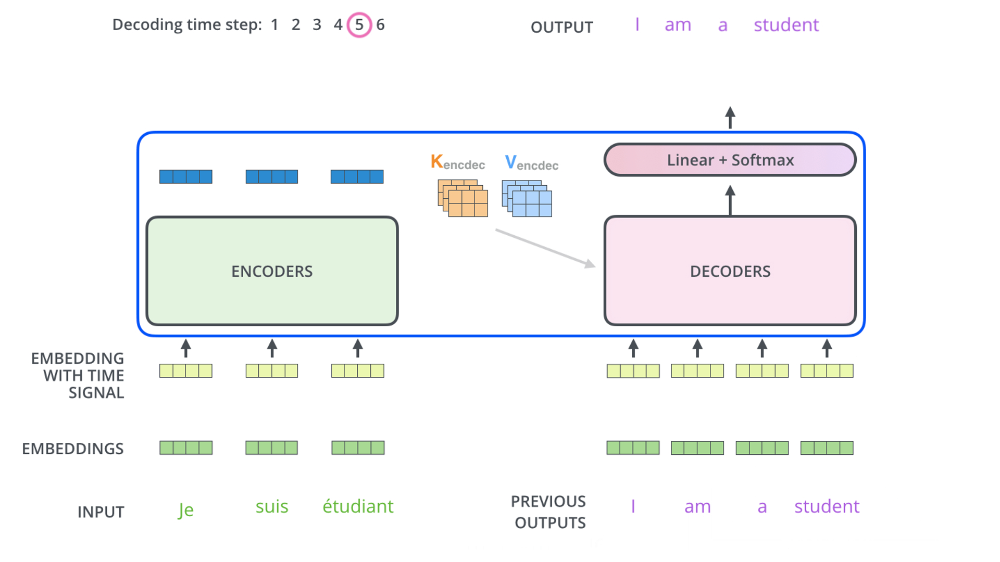 Decoding time step: 1 2 3 4 5 6
OUTPUT I am a student
Kencdec Vencdec
Linear + Softmax
ENCODERS
DECODERS
EMBEDDING
WITH TIME
SIGNAL
EMBEDDINGS
INPUT Je suis étudiant
PREVIOUS
OUTPUTS
I am a student